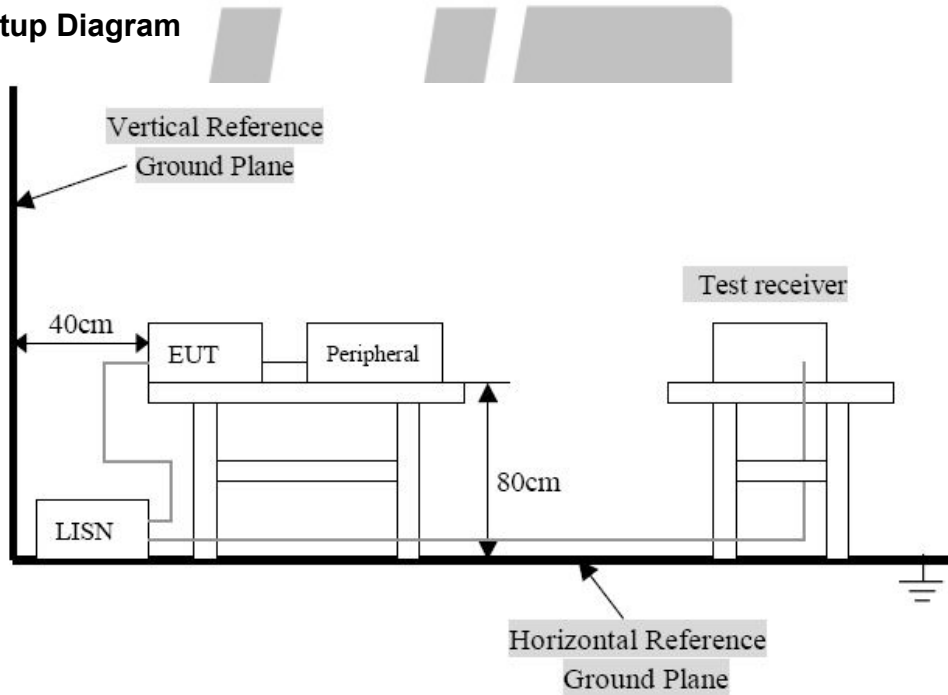 tup Diagram
Vertical Reference
Ground Plane
Test receiver
40cm
EUT
Peripheral
80cm
LISN
Horizontal Reference
Ground Plane